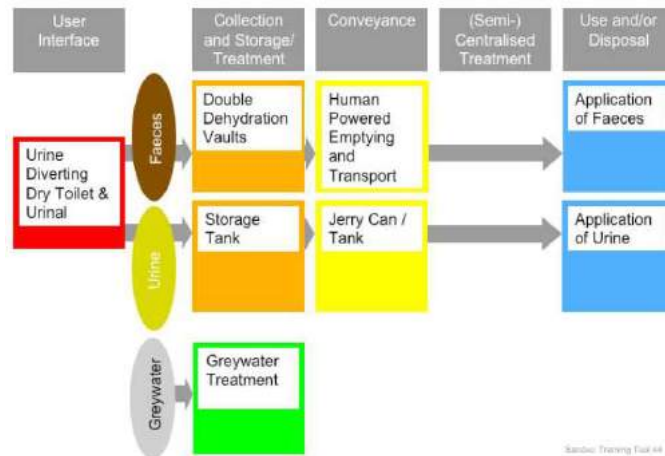 User
Interface
Collection
and Storage/
Treatment
Conveyance
(Semi-)
Centralised
Treatment
Use and/or
Disposal
Urine
Diverting
Dry Toilet &
Urinal
Faeces
Double
Dehydration
Vaults
Human
Powered
Emptying
and
Transport
Application
of Faeces
Urine
Storage
Tank
Jerry Can /
Tank
Application
of Urine
Greywater
Greywater
Treatment
Training Tool